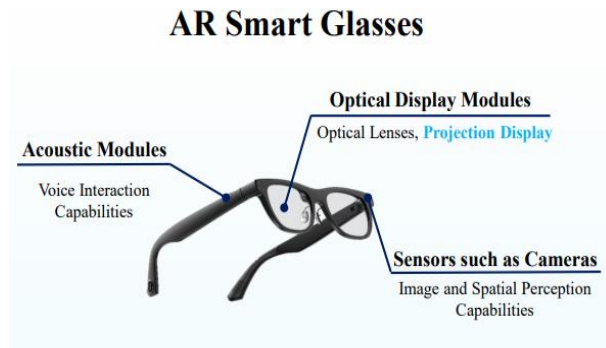 AR Smart Glasses
Optical Display Modules
Optical Lenses, Projection Display
Acoustic Modules
Voice Interaction
Capabilities
Sensors such as Cameras
Image and Spatial Perception
Capabilities